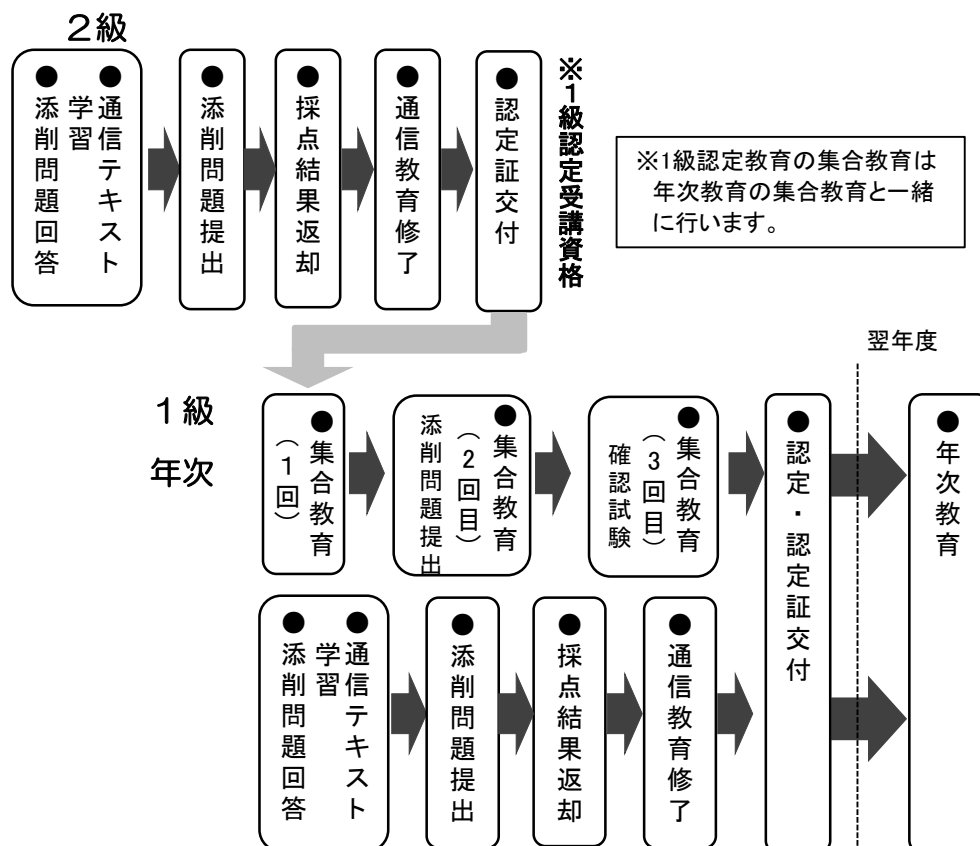 ２級
●通信テキスト
学習
●添削問題回答
●添削問題提出
●採点結果返却
●通信教育修了
●認定証交付
※１級認定受講資格
※1級認定教育の集合教育は
年次教育の集合教育と一緒
に行います。
翌年度
１級
年次
●集合教育
（１回）
●集合教育
（２回目）
添削問題提出
●集合教育
（３回目）
確認試験
●認定・認定証交付
●年次教育
●通信テキスト
学習
●添削問題回答
●添削問題提出
●採点結果返却
●通信教育修了